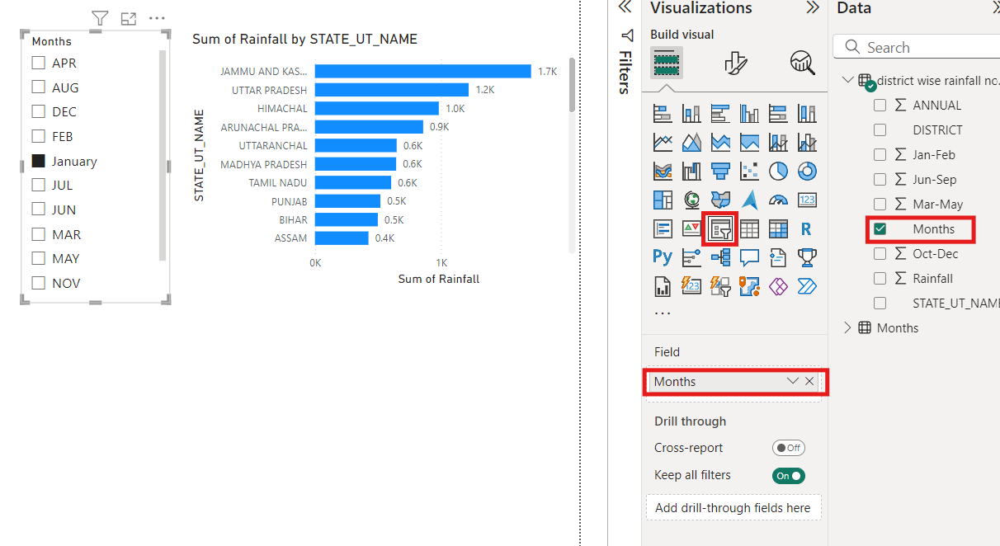 Months
APR
AUG
DEC
FEB
January
JUL
JUN
MAR
MAY
NOV
Sum of Rainfall by STATE_UT_NAME
STATE_UT_NAME
JAMMU AND KAS... 1.7K
UTTAR PRADESH 1.2K
HIMACHAL 1.0K
ARUNACHAL PRA... 0.9K
UTTARANCHAL 0.6K
MADHYA PRADESH 0.6K
TAMIL NADU 0.6K
PUNJAB 0.5K
BIHAR 0.5K
ASSAM 0.4K
0K 1K
Sum of Rainfall
Filters
Visualizations
Build visual
123
R
Py
123
...
Field
Months
Drill through
Cross-report Off
Keep all filters On
Add drill-through fields here
Data
Search
district wise rainfall no.
Σ ANNUAL
DISTRICT
Σ Jan-Feb
Σ Jun-Sep
Σ Mar-May
Months
Σ Oct-Dec
Σ Rainfall
STATE_UT_NAME
Months